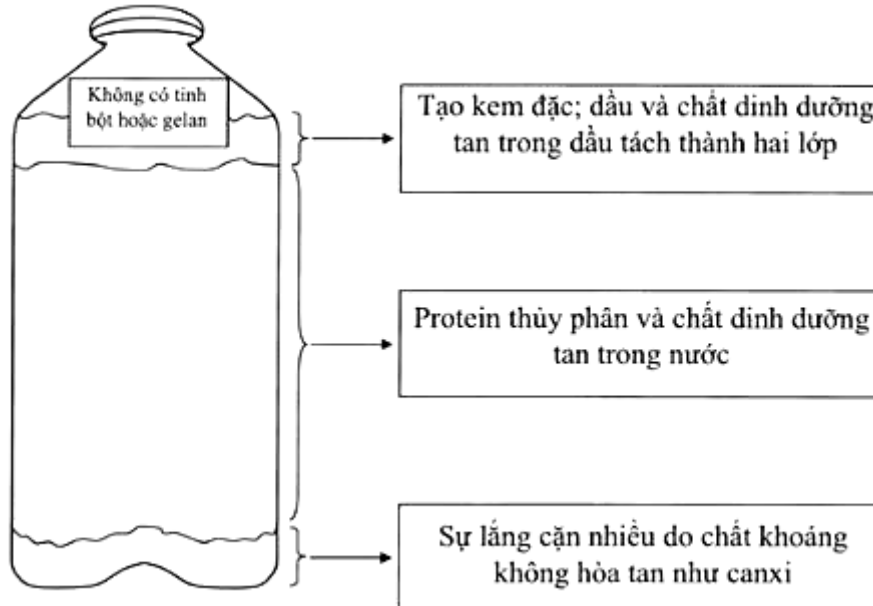 Không có tinh
bột hoặc gelan
Tạo kem đặc; dầu và chất dinh dưỡng
tan trong dầu tách thành hai lớp
Protein thủy phân và chất dinh dưỡng
tan trong nước
Sự lắng cặn nhiều do chất khoáng
không hòa tan như canxi